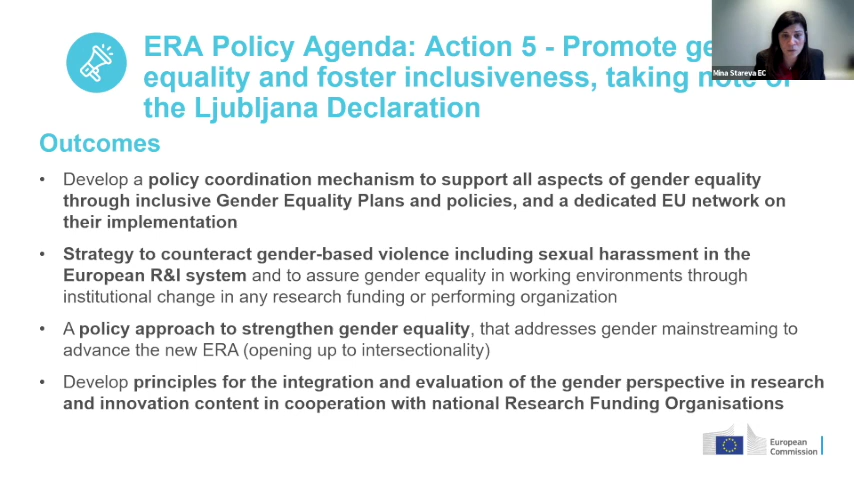 ERA Policy Agenda: Action 5 - Promote
equality and foster inclusiveness, taking
the Ljubljana Declaration
Mina Stareva EC
Outcomes
• Develop a policy coordination mechanism to support all aspects of gender equality
through inclusive Gender Equality Plans and policies, and a dedicated EU network on
their implementation
• Strategy to counteract gender-based violence including sexual harassment in the
European R&I system and to assure gender equality in working environments through
institutional change in any research funding or performing organization
• A policy approach to strengthen gender equality, that addresses gender mainstreaming to
advance the new ERA (opening up to intersectionality)
• Develop principles for the integration and evaluation of the gender perspective in research
and innovation content in cooperation with national Research Funding Organisations
European
Commission